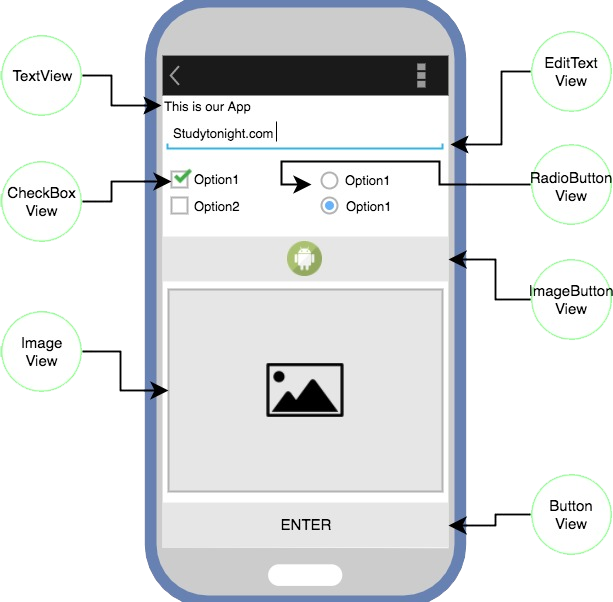 TextView
EditText
View
This is our App
Studytonight.com
CheckBox
View
Option1
Option2
Option1
Option1
RadioButton
View
ImageButton
View
Image
View
ENTER
Button
View